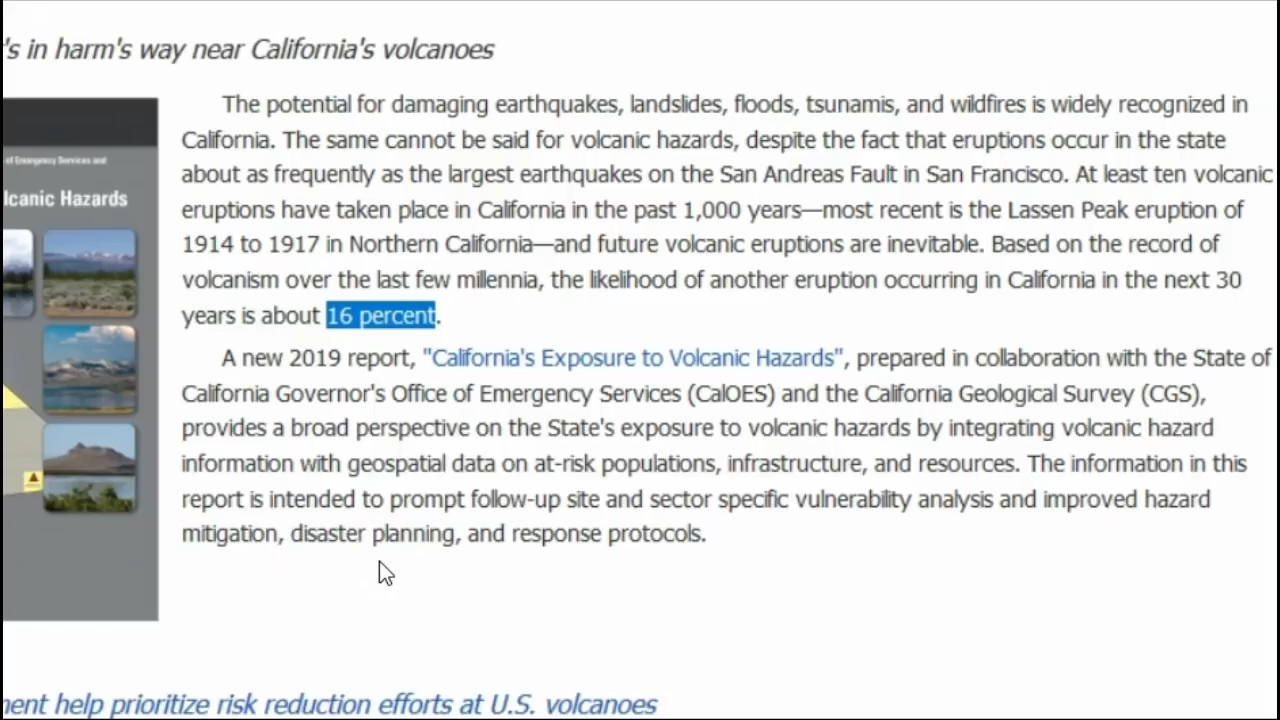 's in harm's way near California's volcanoes
of Emergency Services and
lcanic Hazards
The potential for damaging earthquakes, landslides, floods, tsunamis, and wildfires is widely recognized in
California. The same cannot be said for volcanic hazards, despite the fact that eruptions occur in the state
about as frequently as the largest earthquakes on the San Andreas Fault in San Francisco. At least ten volcanic
eruptions have taken place in California in the past 1,000 years—most recent is the Lassen Peak eruption of
1914 to 1917 in Northern California—and future volcanic eruptions are inevitable. Based on the record of
volcanism over the last few millennia, the likelihood of another eruption occurring in California in the next 30
years is about 16 percent.
A new 2019 report, "California's Exposure to Volcanic Hazards", prepared in collaboration with the State of
California Governor's Office of Emergency Services (CalOES) and the California Geological Survey (CGS),
provides a broad perspective on the State's exposure to volcanic hazards by integrating volcanic hazard
information with geospatial data on at-risk populations, infrastructure, and resources. The information in this
report is intended to prompt follow-up site and sector specific vulnerability analysis and improved hazard
mitigation, disaster planning, and response protocols.
ment help prioritize risk reduction efforts at U.S. volcanoes